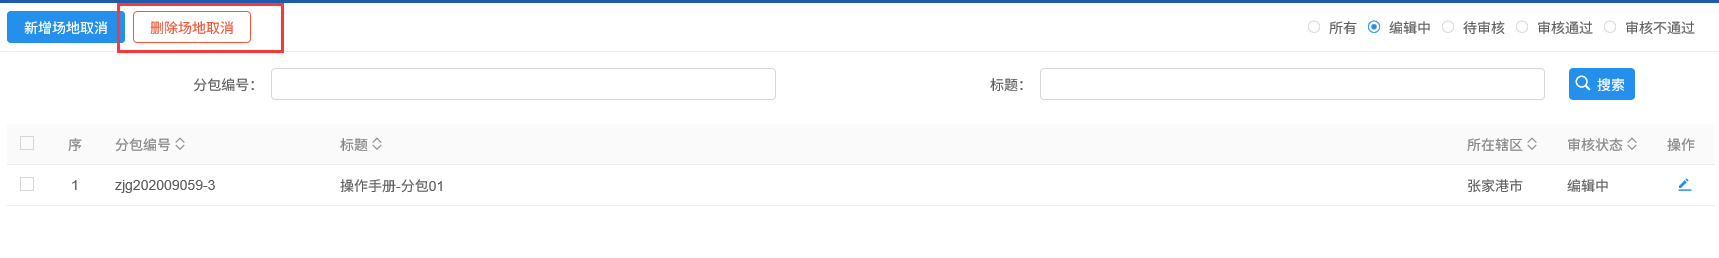 新增场地取消 删除场地取消 所有 编辑中 待审核 审核通过 审核不通过
分包编号： 标题： 搜索
序 分包编号 标题 所在辖区 审核状态 操作
1 zjg202009059-3 操作手册-分包01 张家港市 编辑中